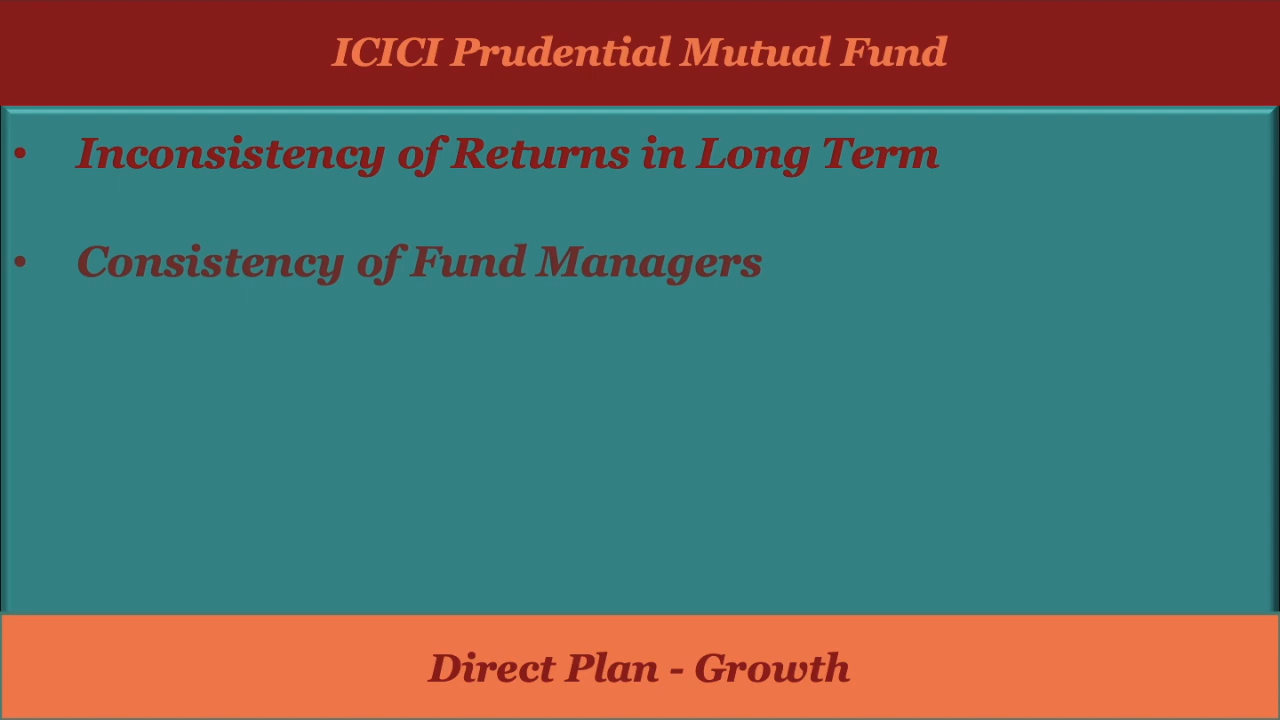 ICICI Prudential Mutual Fund
• Inconsistency of Returns in Long Term
• Consistency of Fund Managers
Direct Plan - Growth